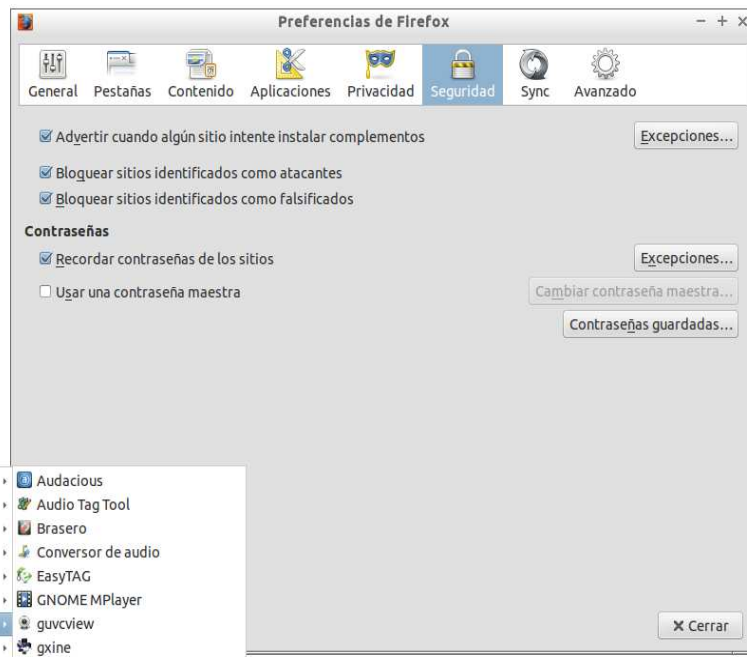 Preferencias de Firefox
General Pestañas Contenido Aplicaciones Privacidad Seguridad Sync Avanzado
Advertir cuando algún sitio intente instalar complementos Excepciones...
Bloquear sitios identificados como atacantes
Bloquear sitios identificados como falsificados
Contraseñas
Recordar contraseñas de los sitios Excepciones...
Usar una contraseña maestra Cambiar contraseña maestra...
Contraseñas guardadas...
Audacious
Audio Tag Tool
Brasero
Conversor de audio
EasyTAG
GNOME MPlayer
guvcview
Cerrar
gxine